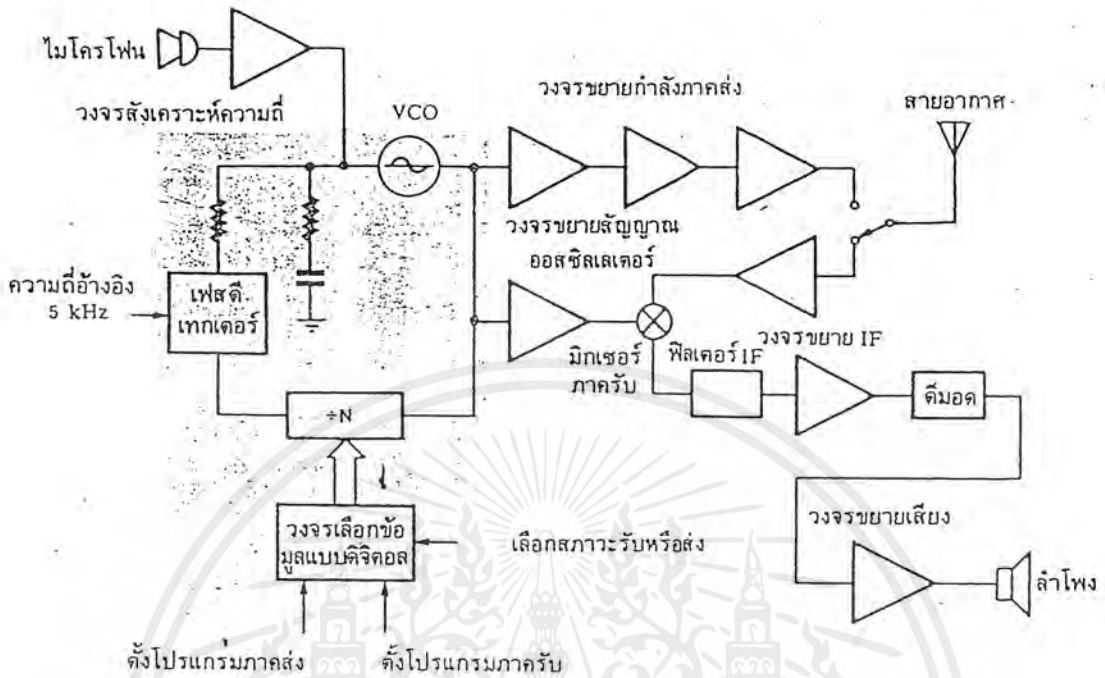 ไมโครโฟน
วงจรสังเคราะห์ความถี่
VCO
วงจรขยายกำลังภาคส่ง
สายอากาศ
วงจรขยายสัญญาณ
ออสซิลเลเตอร์
ความถี่อ้างอิง
5 kHz
เฟสดี
เทกเตอร์
มิกเซอร์
ภาครับ
ฟิลเตอร์ IF
วงจรขยาย IF
ดีมอด
÷N
วงจรเลือกข้อ
มูลแบบดิจิตอล
เลือกสภาวะรับหรือส่ง
วงจรขยายเสียง
ลำโพง
ตั้งโปรแกรมภาคส่ง
ตั้งโปรแกรมภาครับ